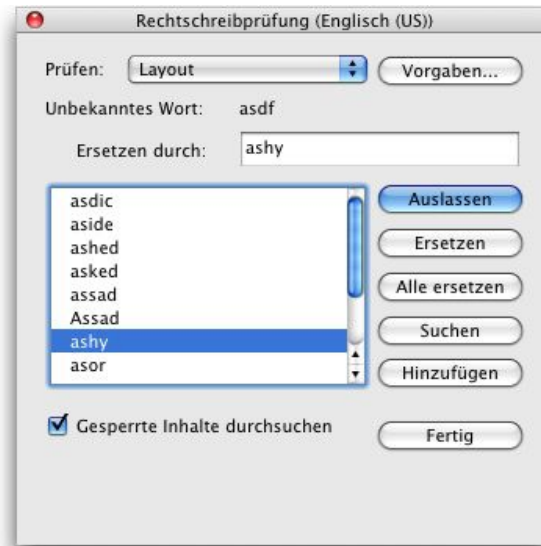 Rechtschreibprüfung (Englisch (US))
Prüfen: Layout Vorgaben...
Unbekanntes Wort: asdf
Ersetzen durch: ashy
asdic
aside
ashed
asked
assad
Assad
ashy
asor
Auslassen
Ersetzen
Alle ersetzen
Suchen
Hinzufügen
Gesperrte Inhalte durchsuchen
Fertig